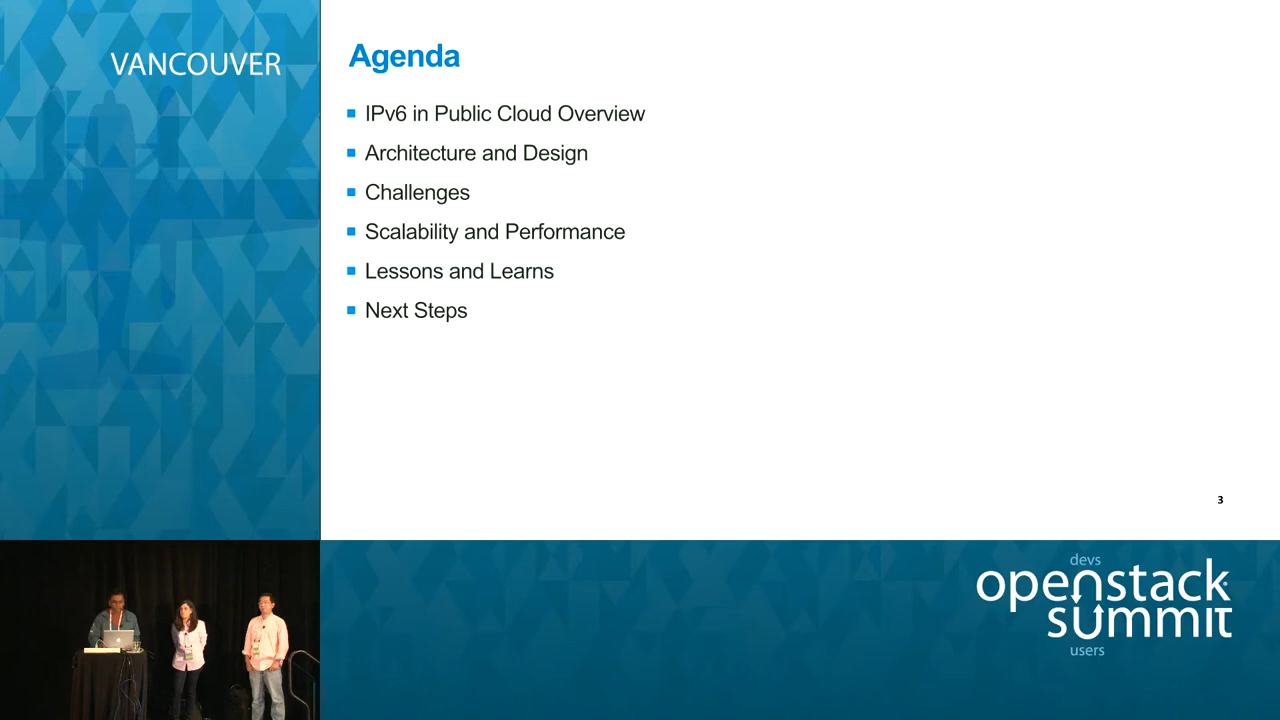 VANCOUVER
Agenda
IPv6 in Public Cloud Overview
Architecture and Design
Challenges
Scalability and Performance
Lessons and Learns
Next Steps
3
devs
openstack
summit
users